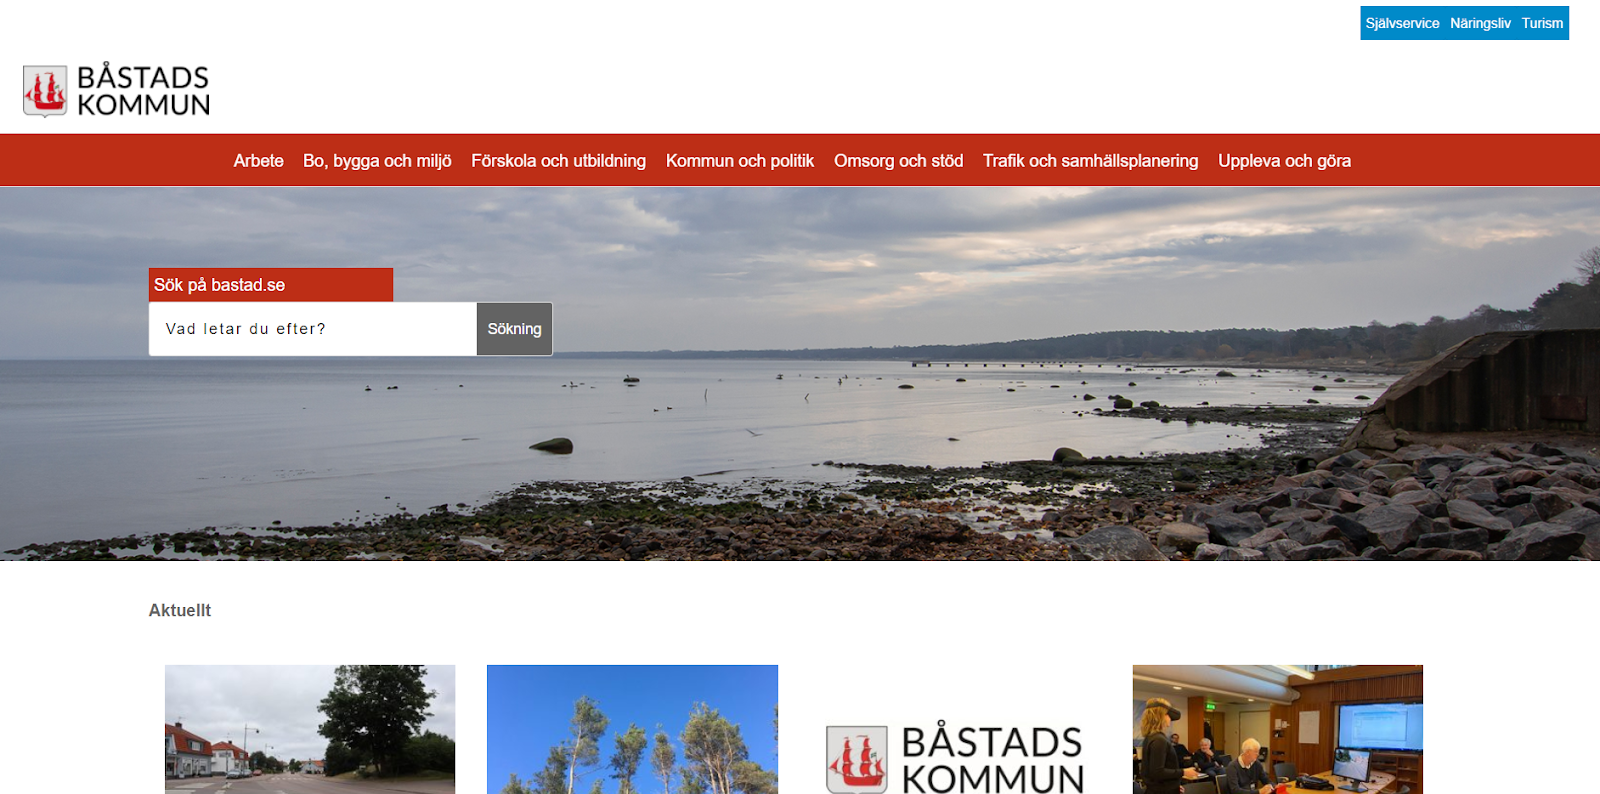 Självservice Näringsliv Turism
BÅSTADS
KOMMUN
Arbete Bo, bygga och miljö Förskola och utbildning Kommun och politik Omsorg och stöd Trafik och samhällsplanering Uppleva och göra
Sök på bastad.se
Vad letar du efter? Sökning
Aktuellt
BÅSTADS
KOMMUN